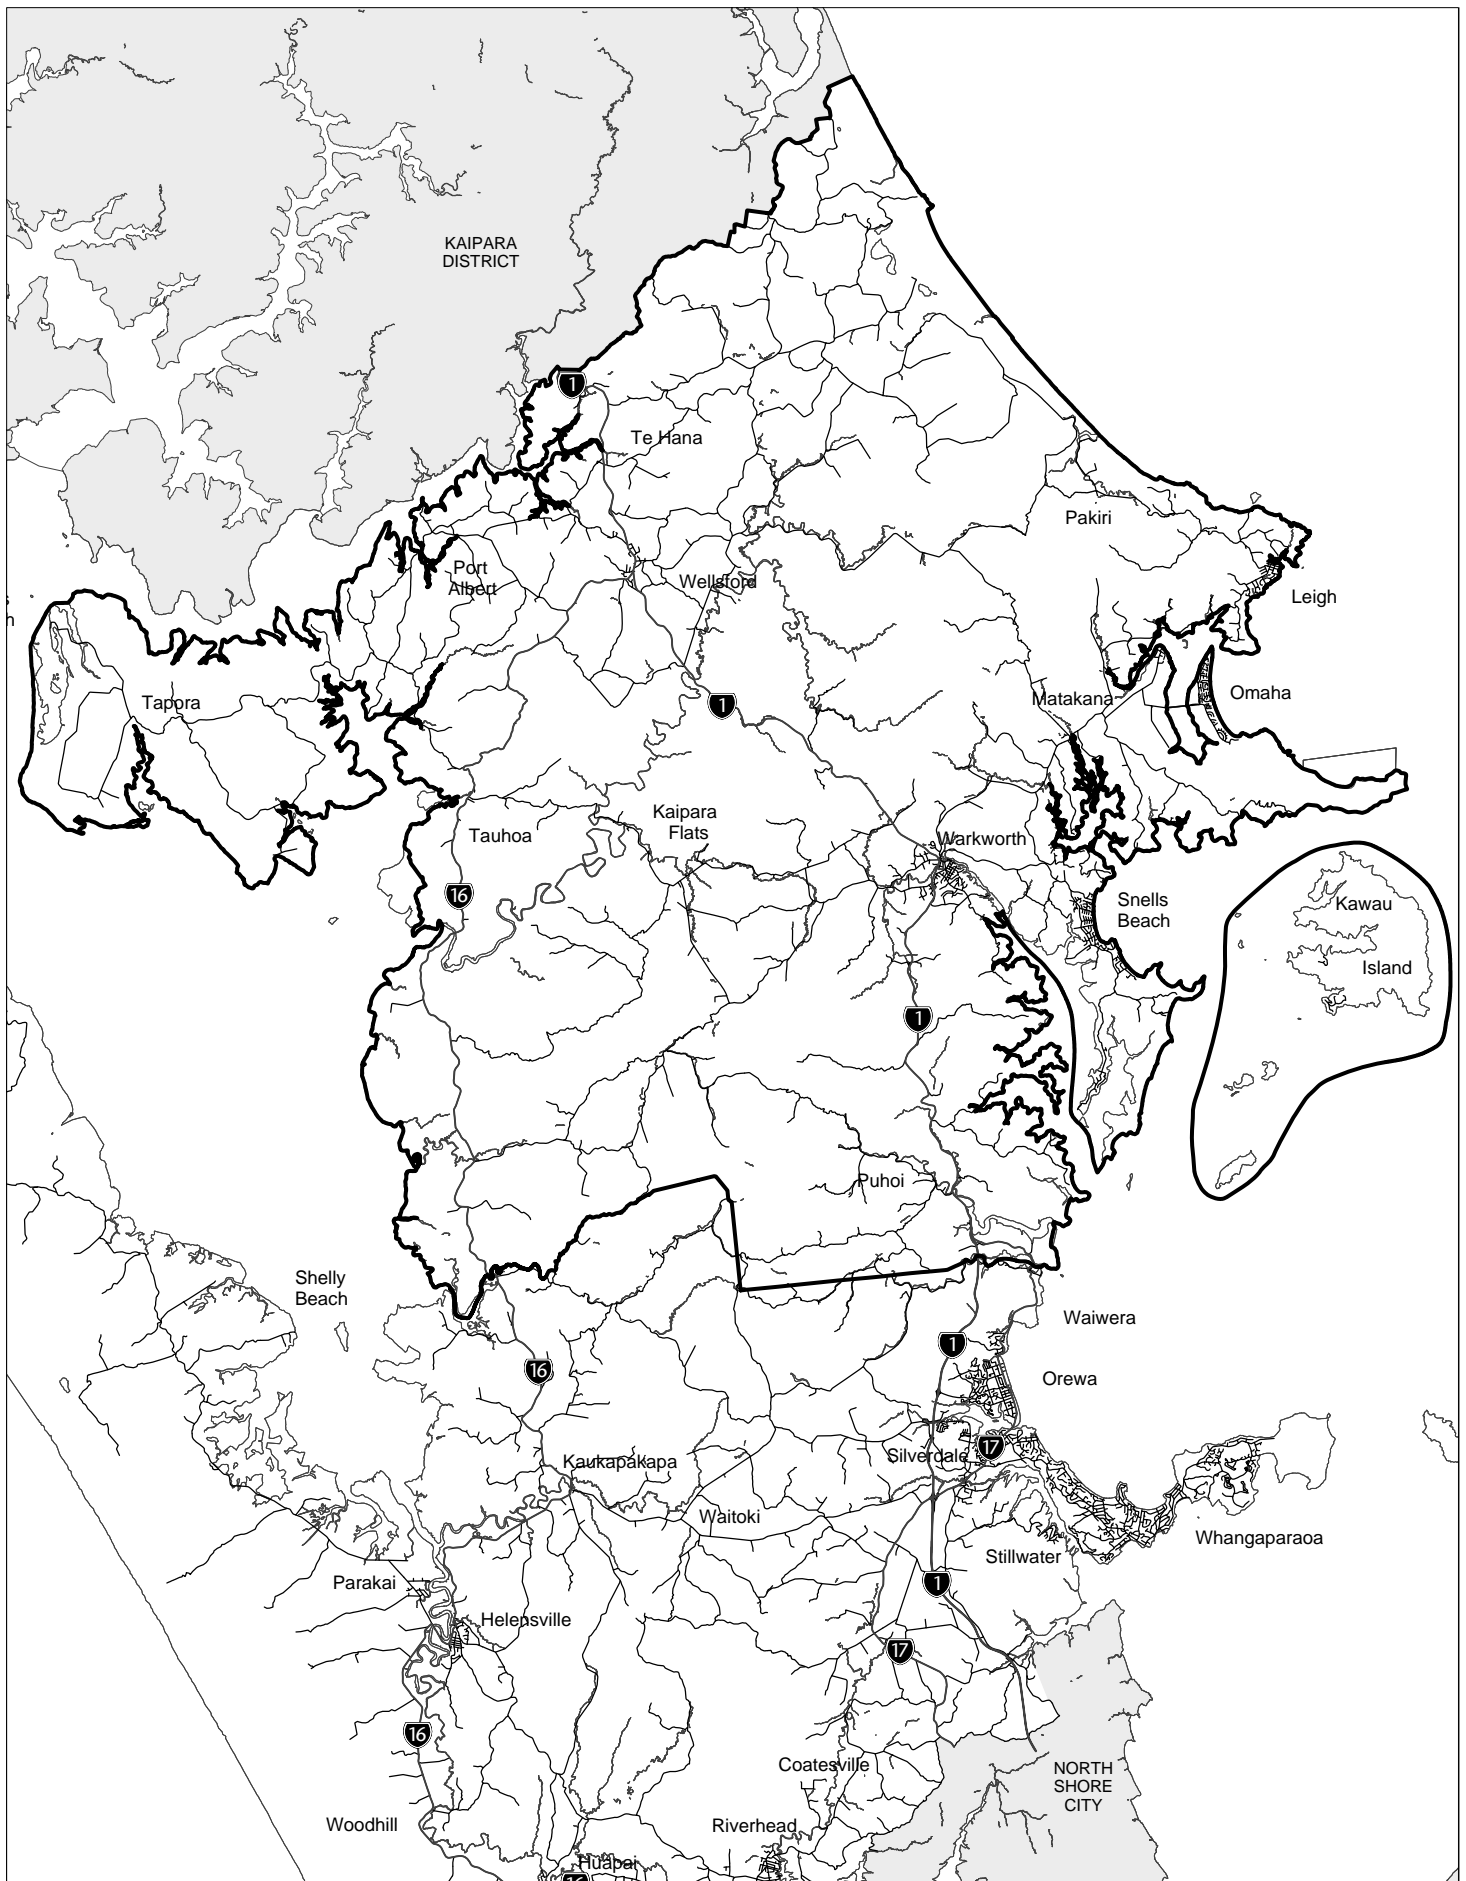 KAIPARA
DISTRICT
1
Te Hana
Pakiri
Port
Albert
Wellsford
Leigh
Tapora
Matakana
Omaha
1
Kaipara
Flats
Tauhoa
Warkworth
16
Snells
Beach
Kawau
Island
1
Puhoi
Shelly
Beach
Waiwera
1
16
Orewa
17
Silverdale
Kaukapakapa
Waitoki
Whangaparaoa
Stillwater
Parakai
1
Helensville
17
16
Coatesville
NORTH
SHORE
CITY
Woodhill
Riverhead
Huapai
16